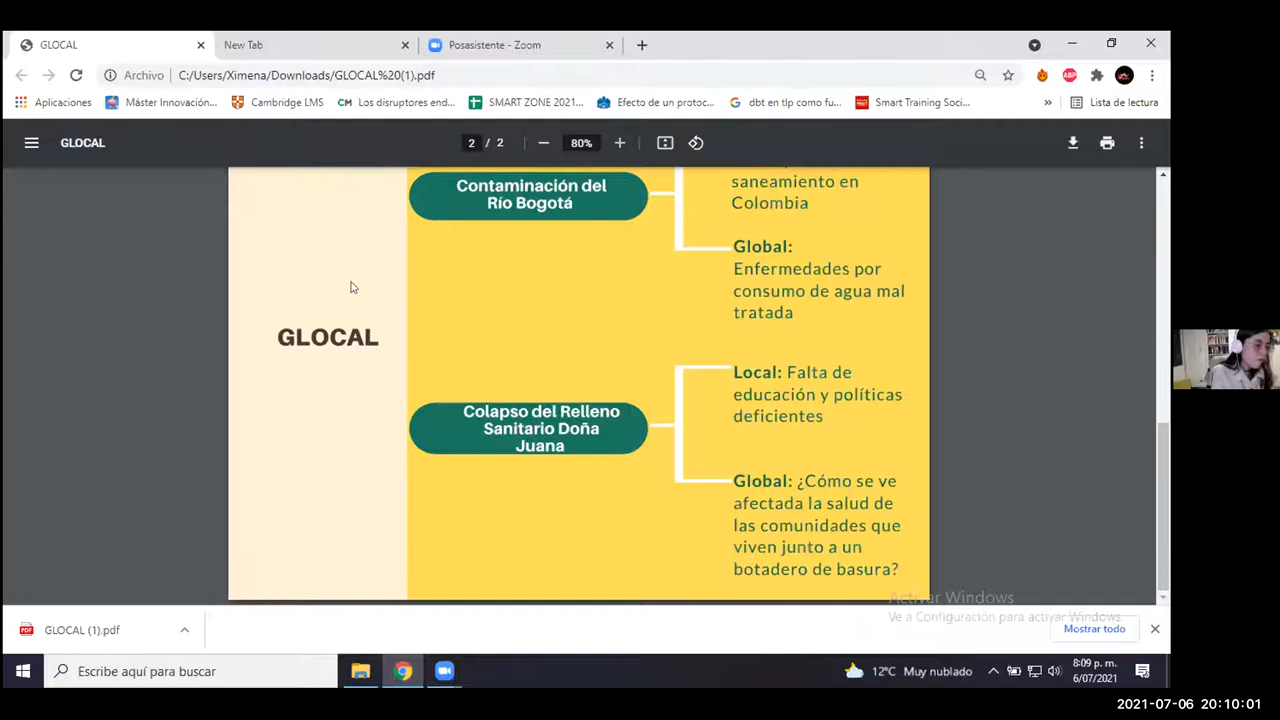 GLOCAL
New Tab
Posasistente - Zoom
Archivo
C:/Users/Ximena/Downloads/GLOCAL%20(1).pdf
Aplicaciones
Máster Innovación...
Cambridge LMS
CM Los disruptores end...
SMART ZONE 2021...
Efecto de un protoc...
dbt en tlp como fu...
Smart Training Soci...
»
Lista de lectura
GLOCAL
2 / 2
80%
Contaminación del
Río Bogotá
saneamiento en
Colombia
Global:
Enfermedades por
consumo de agua mal
tratada
GLOCAL
Colapso del Relleno
Sanitario Doña
Juana
Local: Falta de
educación y políticas
deficientes
Global: ¿Cómo se ve
afectada la salud de
las comunidades que
viven junto a un
botadero de basura?
Activar Windows
Ve a Configuración para activar Windows.
GLOCAL (1).pdf
Mostrar todo
Escribe aquí para buscar
12°C Muy nublado
8:09 p. m.
6/07/2021
2021-07-06 20:10:01